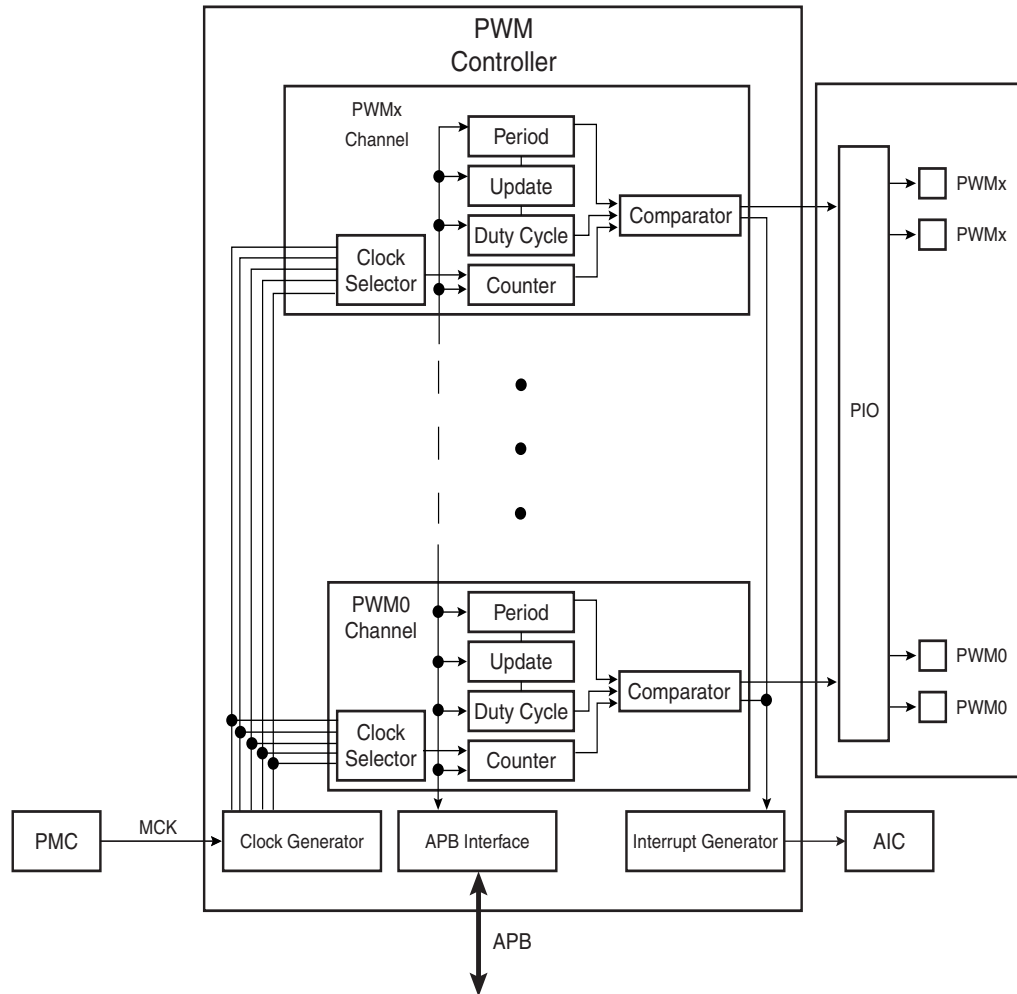 PWM
Controller
PWMx
Channel
Period
Update
Duty Cycle
Comparator
Clock
Selector
Counter
PIO
PWMx
PWMx
PWM0
Channel
Period
Update
Duty Cycle
Comparator
Clock
Selector
Counter
PWM0
PWM0
PMC
MCK
Clock Generator
APB Interface
Interrupt Generator
AIC
APB